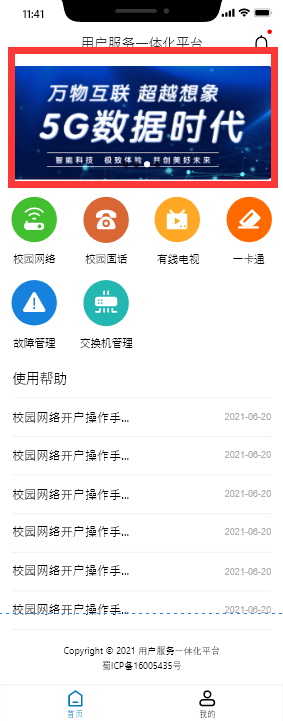 11:41
用户服务一体化平台
万物互联 超越想象
5G数据时代
智能科技 极致体验 共创美好未来
校园网络 校园固话 有线电视 一卡通
故障管理 交换机管理
使用帮助
校园网络开户操作手... 2021-06-20
校园网络开户操作手... 2021-06-20
校园网络开户操作手... 2021-06-20
校园网络开户操作手... 2021-06-20
校园网络开户操作手... 2021-06-20
校园网络开户操作手... 2021-06-20
Copyright © 2021 用户服务一体化平台
蜀ICP备16005435号
首页 我的